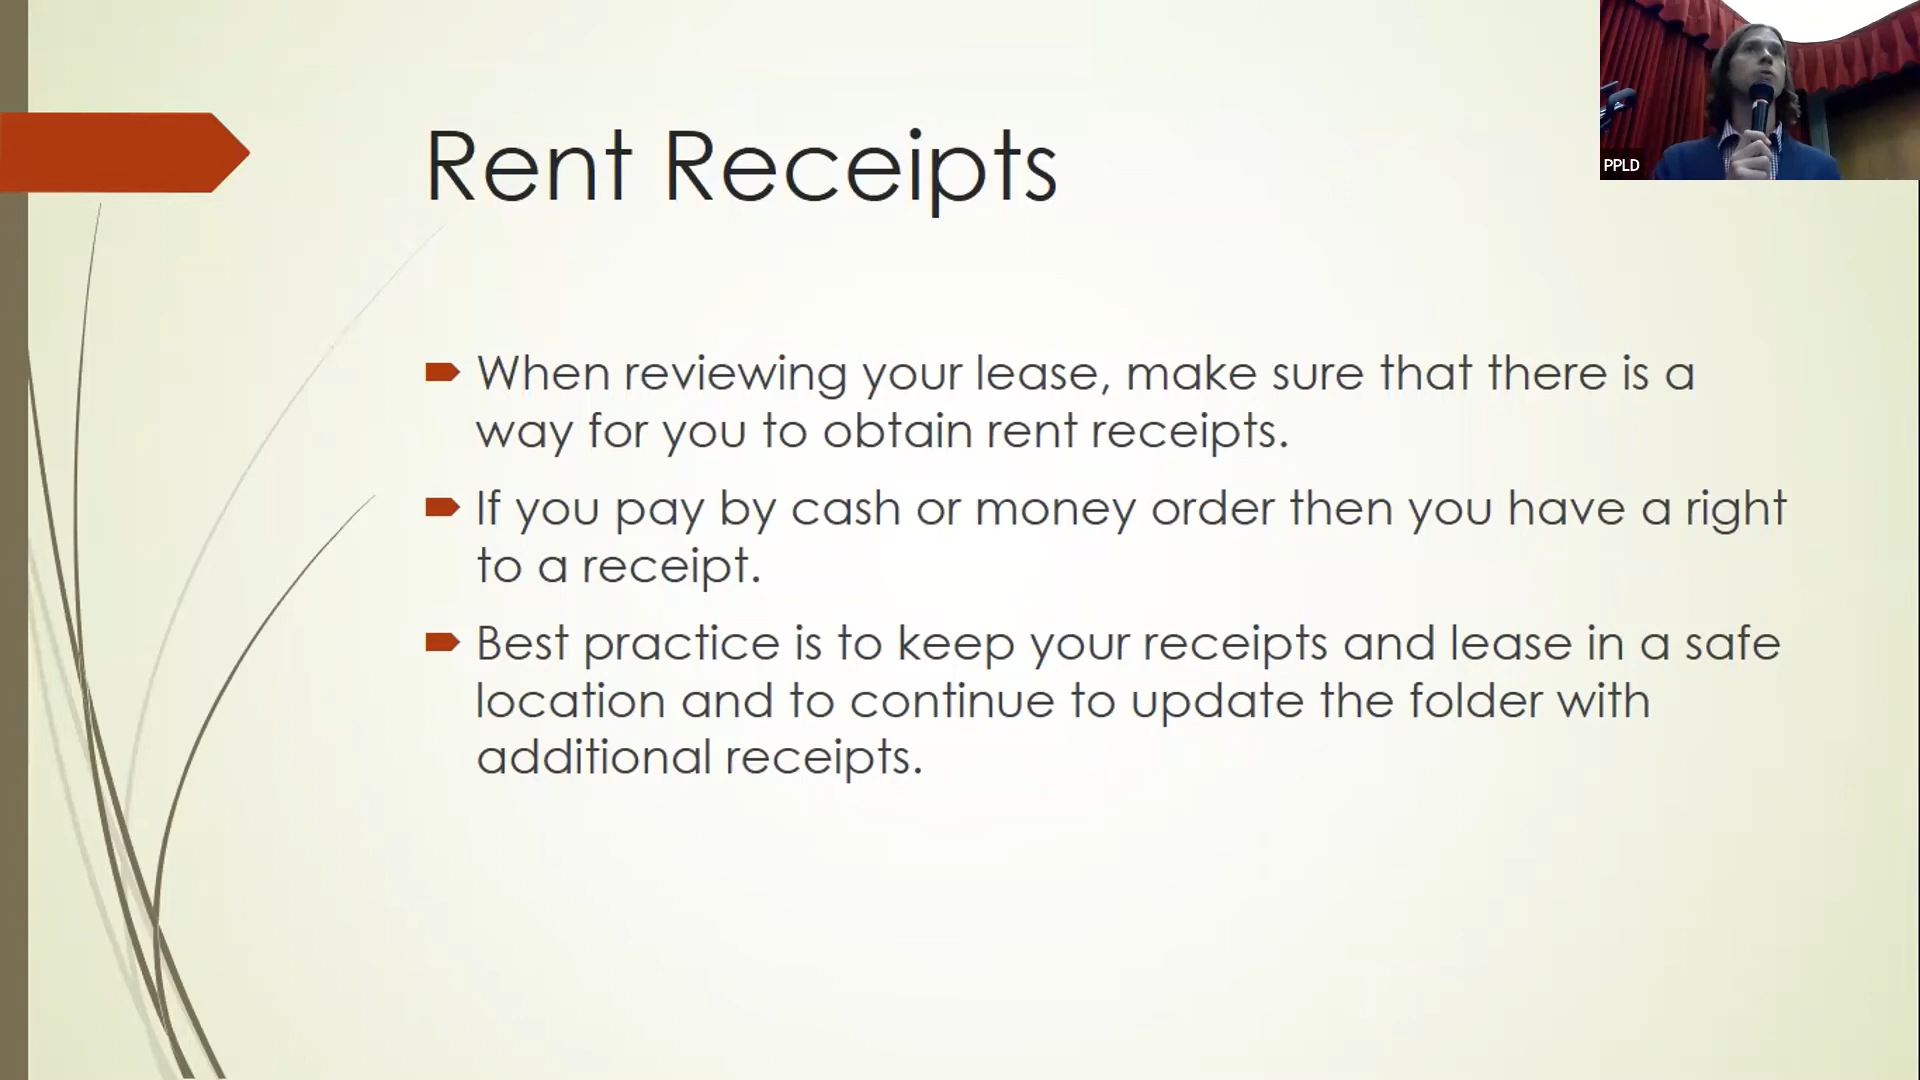 Rent Receipts
When reviewing your lease, make sure that there is a
way for you to obtain rent receipts.
If you pay by cash or money order then you have a right
to a receipt.
Best practice is to keep your receipts and lease in a safe
location and to continue to update the folder with
additional receipts.
PPLD